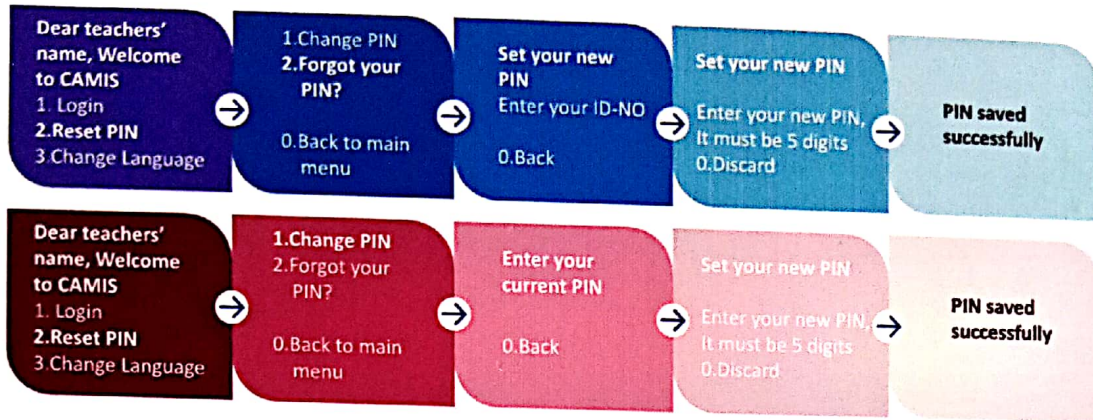 Dear teachers'
name, Welcome
to CAMIS
1. Login
2.Reset PIN
3.Change Language
1.Change PIN
2.Forgot your
PIN?
0.Back to main
menu
Set your new
PIN
Enter your ID-NO
0.Back
Set your new PIN
Enter your new PIN,
It must be 5 digits
0.Discard
PIN saved
successfully
Dear teachers'
name, Welcome
to CAMIS
1. Login
2.Reset PIN
3.Change Language
1.Change PIN
2.Forgot your
PIN?
0.Back to main
menu
Enter your
current PIN
0.Back
Set your new PIN
Enter your new PIN,
It must be 5 digits
0.Discard
PIN saved
successfully